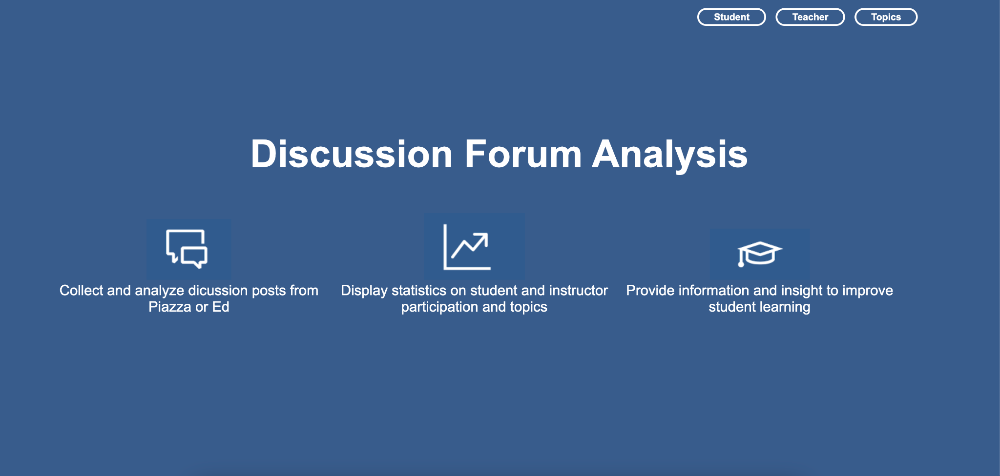 Student
Teacher
Topics
Discussion Forum Analysis
Collect and analyze dicussion posts from
Piazza or Ed
Display statistics on student and instructor
participation and topics
Provide information and insight to improve
student learning